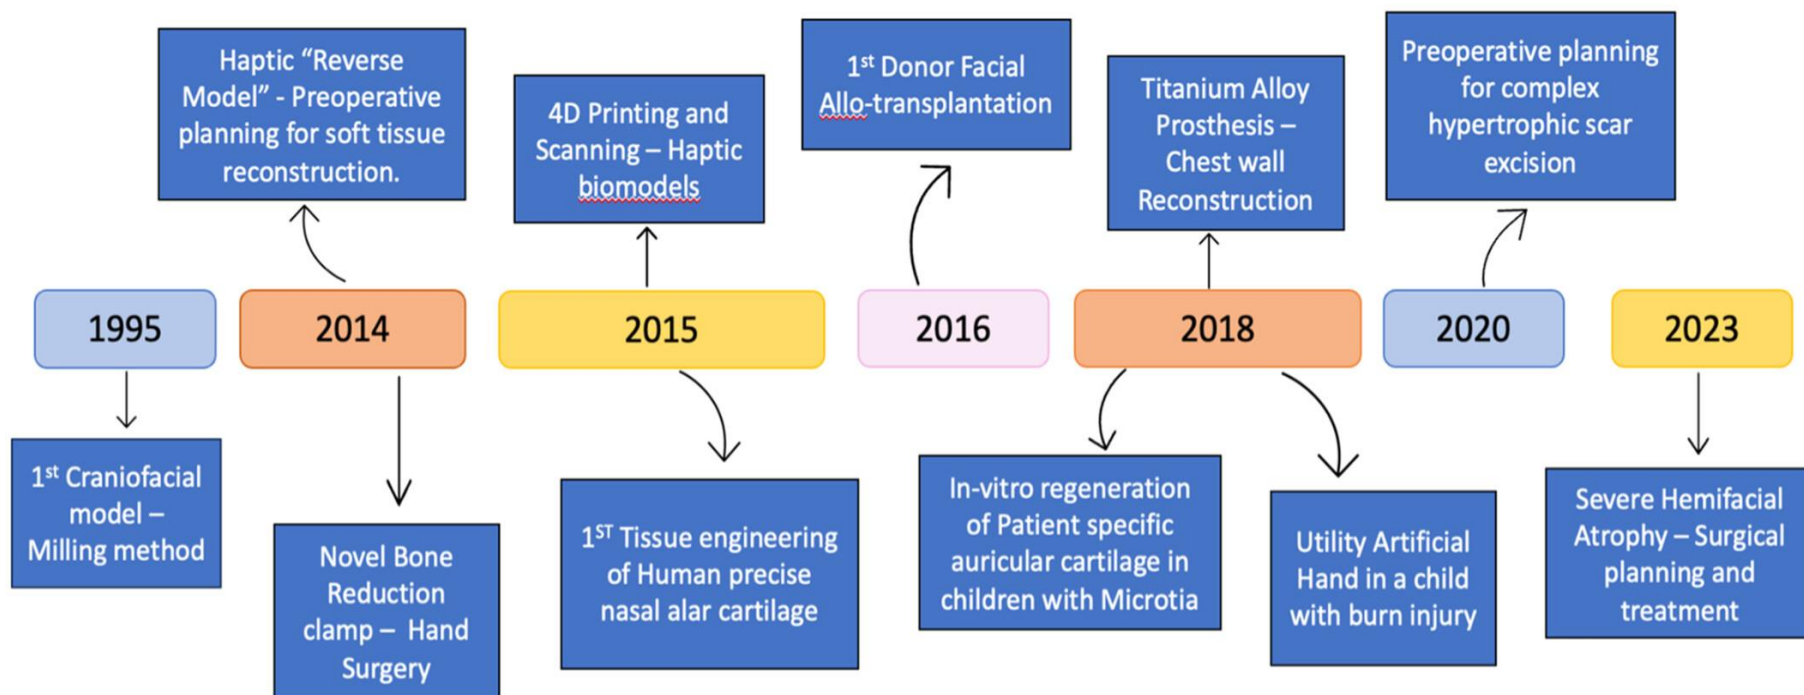 Haptic “Reverse
Model” - Preoperative
planning for soft tissue
reconstruction.
4D Printing and
Scanning – Haptic
biomodels
1st Donor Facial
Allo-transplantation
Titanium Alloy
Prosthesis –
Chest wall
Reconstruction
Preoperative planning
for complex
hypertrophic scar
excision
1995
2014
2015
2016
2018
2020
2023
1st Craniofacial
model –
Milling method
Novel Bone
Reduction
clamp – Hand
Surgery
1ST Tissue engineering
of Human precise
nasal alar cartilage
In-vitro regeneration
of Patient specific
auricular cartilage in
children with Microtia
Utility Artificial
Hand in a child
with burn injury
Severe Hemifacial
Atrophy – Surgical
planning and
treatment